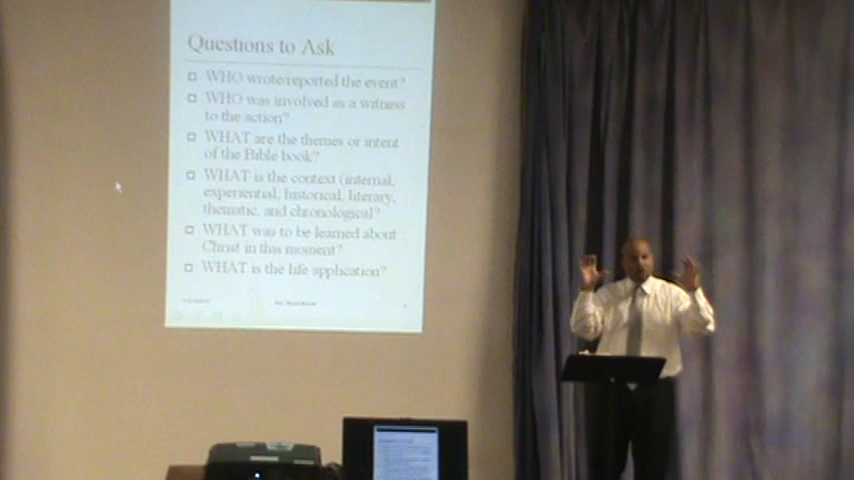 Questions to Ask
WHO wrote/reported the event?
WHO was involved as a witness
to the action?
WHAT are the themes or intent
of the Bible book?
WHAT is the context (internal,
experiential, historical, literary,
thematic, and chronological?
WHAT was to be learned about
Christ in this moment?
WHAT is the life application?